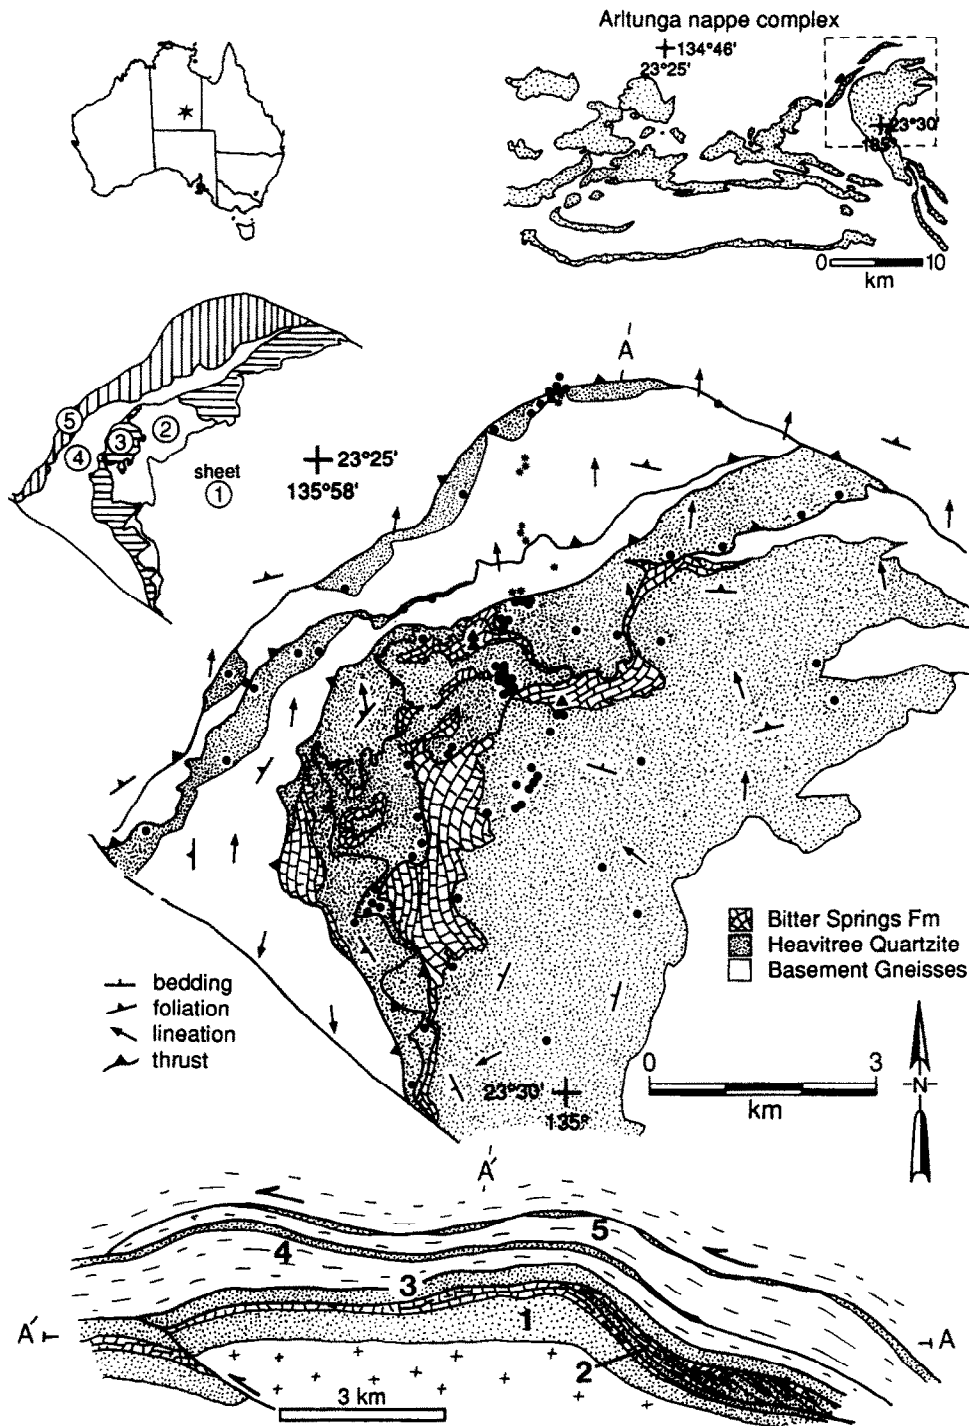 Arltunga nappe complex
134°46'
23°25'
23°30'
135°
0 10
km
5
4
3
2
sheet
1
23°25'
135°58'
A
Bitter Springs Fm
Heavitree Quartzite
Basement Gneisses
bedding
foliation
lineation
thrust
0 3
km
N
23°30'
135°
A'
5
4
3
1
2
A'
A
3 km